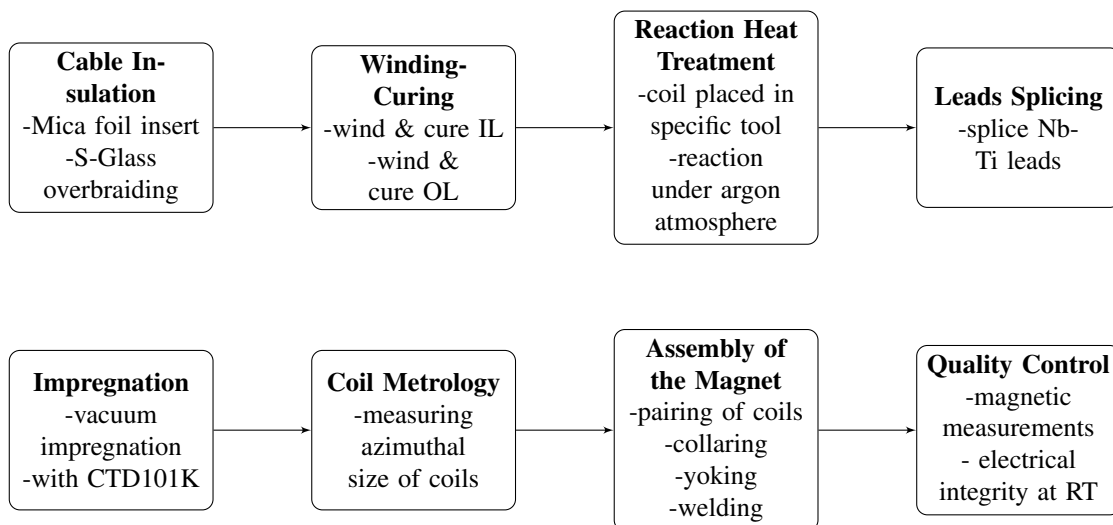 Cable In-
sulation
-Mica foil insert
-S-Glass
overbraiding
Winding-
Curing
-wind & cure IL
-wind &
cure OL
Reaction Heat
Treatment
-coil placed in
specific tool
-reaction
under argon
atmosphere
Leads Splicing
-splice Nb-
Ti leads
Impregnation
-vacuum
impregnation
-with CTD101K
Coil Metrology
-measuring
azimuthal
size of coils
Assembly of
the Magnet
-pairing of coils
-collaring
-yoking
-welding
Quality Control
-magnetic
measurements
- electrical
integrity at RT